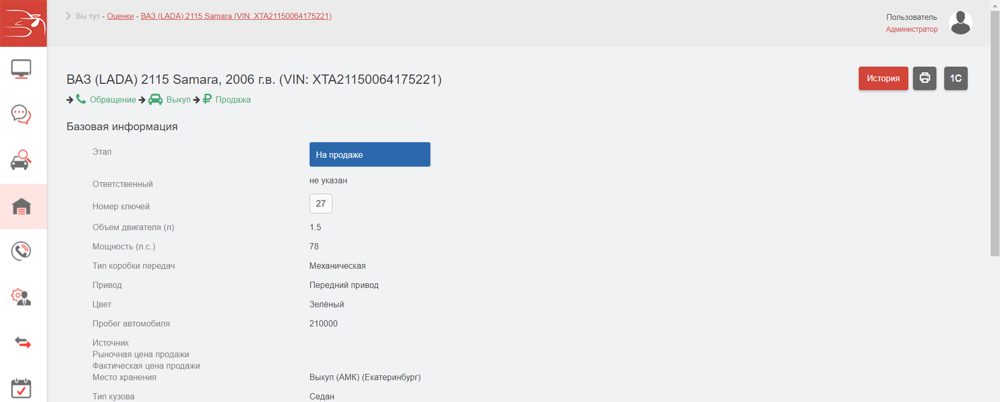 Вы тут - Оценки - ВАЗ (LADA) 2115 Samara (VIN: XTA21150064175221)
Пользователь
Администратор
ВАЗ (LADA) 2115 Samara, 2006 г.в. (VIN: XTA21150064175221)
История
1C
Обращение Выкуп Продажа
Базовая информация
Этап На продаже
Ответственный не указан
Номер ключей 27
Объем двигателя (л) 1.5
Мощность (л.с.) 78
Тип коробки передач Механическая
Привод Передний привод
Цвет Зелёный
Пробег автомобиля 210000
Источник
Рыночная цена продажи
Фактическая цена продажи
Место хранения Выкуп (АМК) (Екатеринбург)
Тип кузова Седан